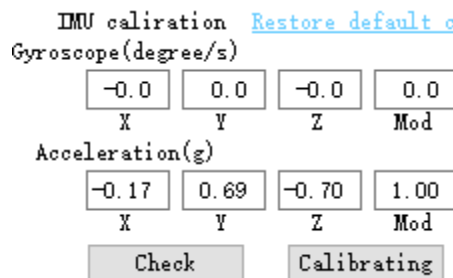 IMU caliration Restore default c
Gyroscope(degree/s)
-0.0 0.0 -0.0 0.0
X Y Z Mod
Acceleration(g)
-0.17 0.69 -0.70 1.00
X Y Z Mod
Check Calibrating